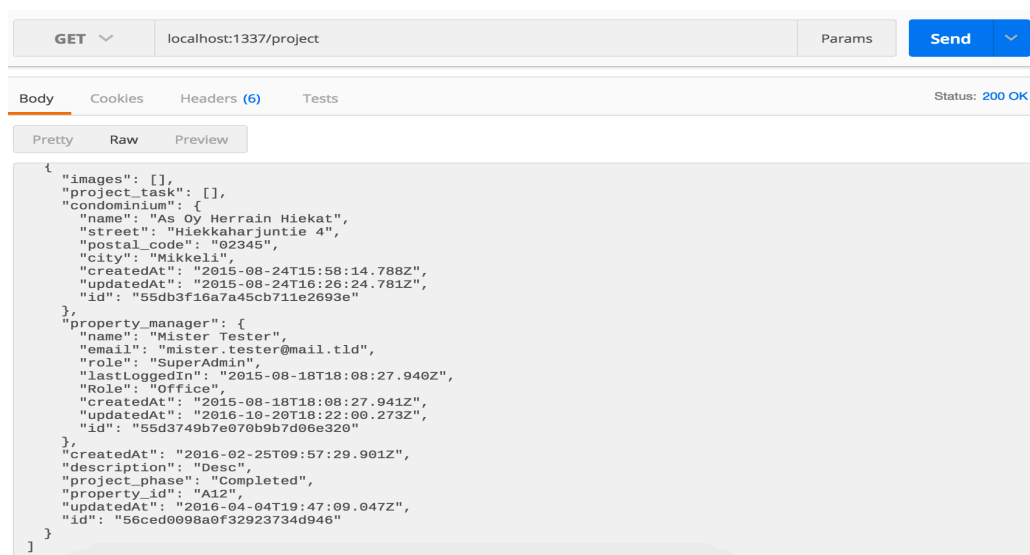 GET localhost:1337/project Params Send
Body Cookies Headers (6) Tests Status: 200 OK
Pretty Raw Preview
{
"images": [],
"project_task": [],
"condominium": {
"name": "As Oy Herrain Hiekat",
"street": "Hiekkaharjuntie 4",
"postal_code": "02345",
"city": "Mikkeli",
"createdAt": "2015-08-24T15:58:14.788Z",
"updatedAt": "2015-08-24T16:26:24.781Z",
"id": "55db3f16a7a45cb711e2693e"
},
"property_manager": {
"name": "Mister Tester",
"email": "mister.tester@mail.tld",
"role": "SuperAdmin",
"lastLoggedIn": "2015-08-18T18:08:27.940Z",
"Role": "Office",
"createdAt": "2015-08-18T18:08:27.941Z",
"updatedAt": "2016-10-20T18:22:00.273Z",
"id": "55d3749b7e070b9b7d06e320"
},
"createdAt": "2016-02-25T09:57:29.901Z",
"description": "Desc",
"project_phase": "Completed",
"property_id": "A12",
"updatedAt": "2016-04-04T19:47:09.047Z",
"id": "56ced0098a0f32923734d946"
}
]